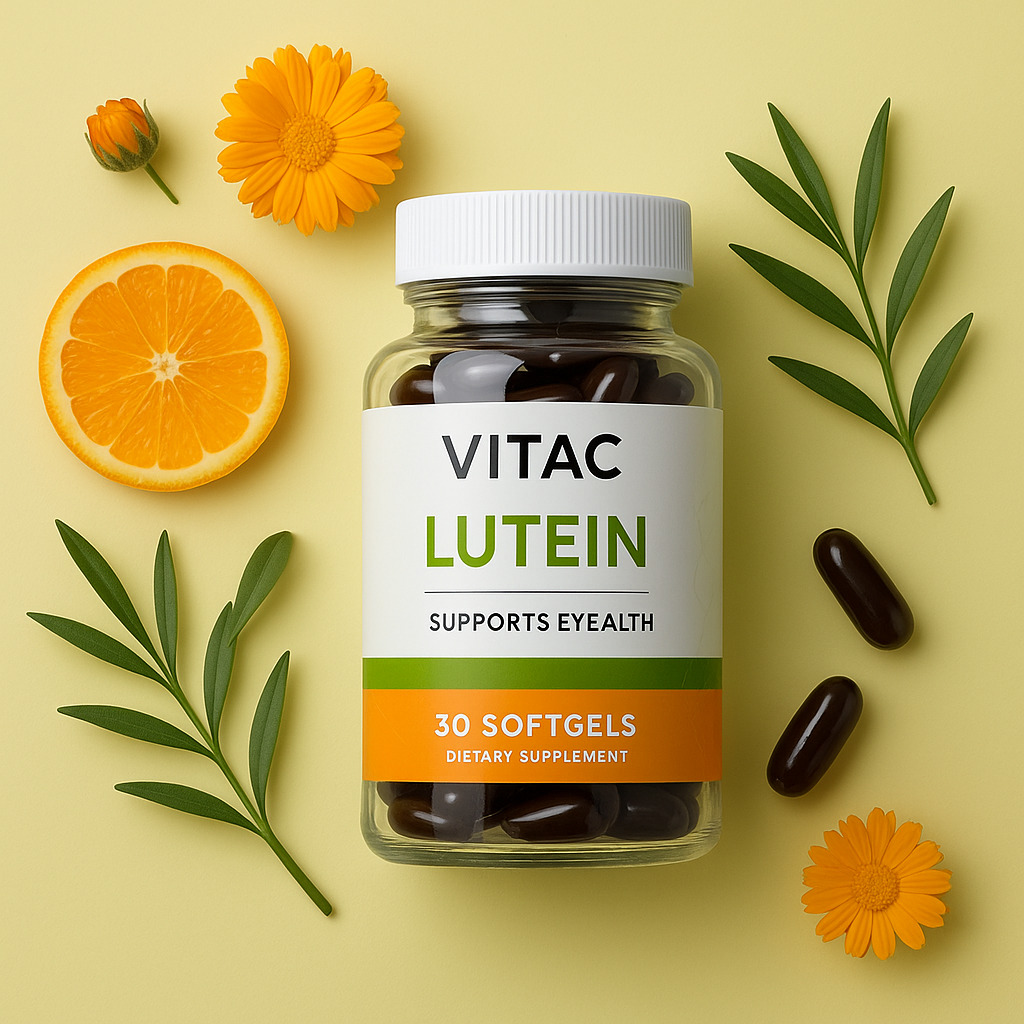 VITAC
LUTEIN
SUPPORTS EYEALTH
30 SOFTGELS
DIETARY SUPPLEMENT